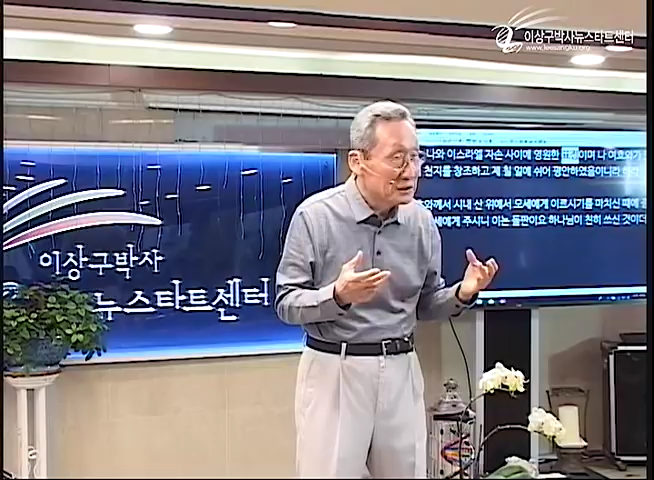 이상구박사뉴스타트센터
www.leesangku.org
나와 이스라엘 자손 사이에 영원한 표징이며 나 여호와가
천지를 창조하고 제 칠 일에 쉬어 평안하였음이니라 하라
와께서 시내 산 위에서 모세에게 이르시기를 마치신 때에
모세에게 주시니 이는 돌판이요 하나님이 친히 쓰신 것이더
이상구박사
뉴스타트센터